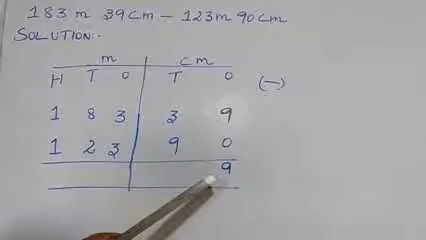 183 m 39 Cm - 123 m 90 Cm
SOLUTION:-
m Cm
H T O T O (-)
1 8 3 3 9
1 2 3 9 0
9